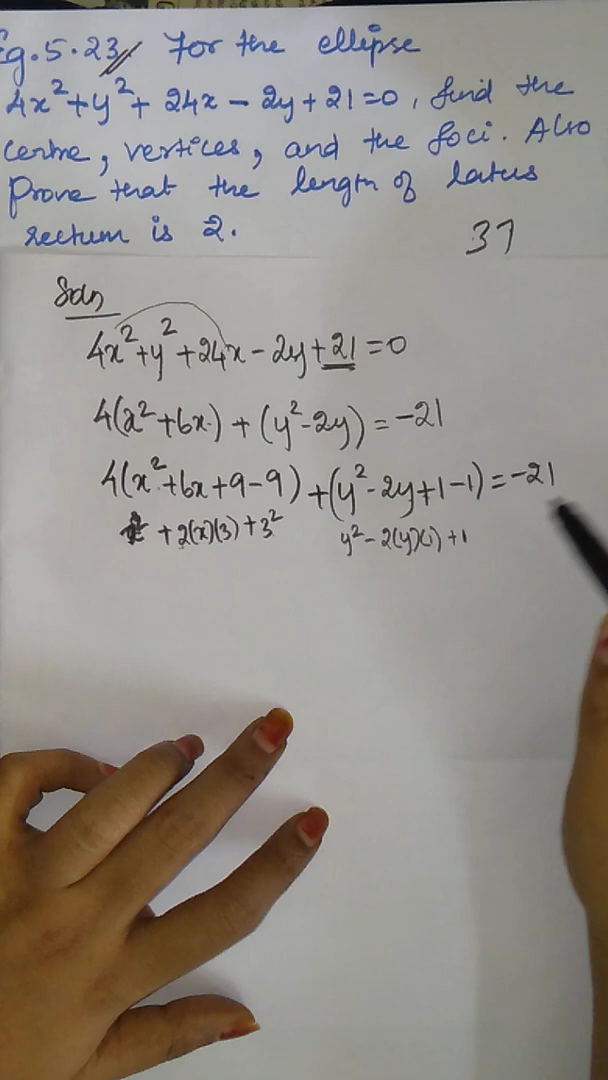 Eg.5.23 For the ellipse
4x²+y²+ 24x - 2y + 21 = 0, find the
centre, vertices, and the foci. Also
Prove that the length of latus
rectum is 2.
37
Soln
4x²+y²+24x-2y+21=0
4(x²+6x)+(y²-2y)=-21
4(x²+6x+9-9)+(y²-2y+1-1)=-21
+2(x)(3)+3² y²-2(y)(1)+1